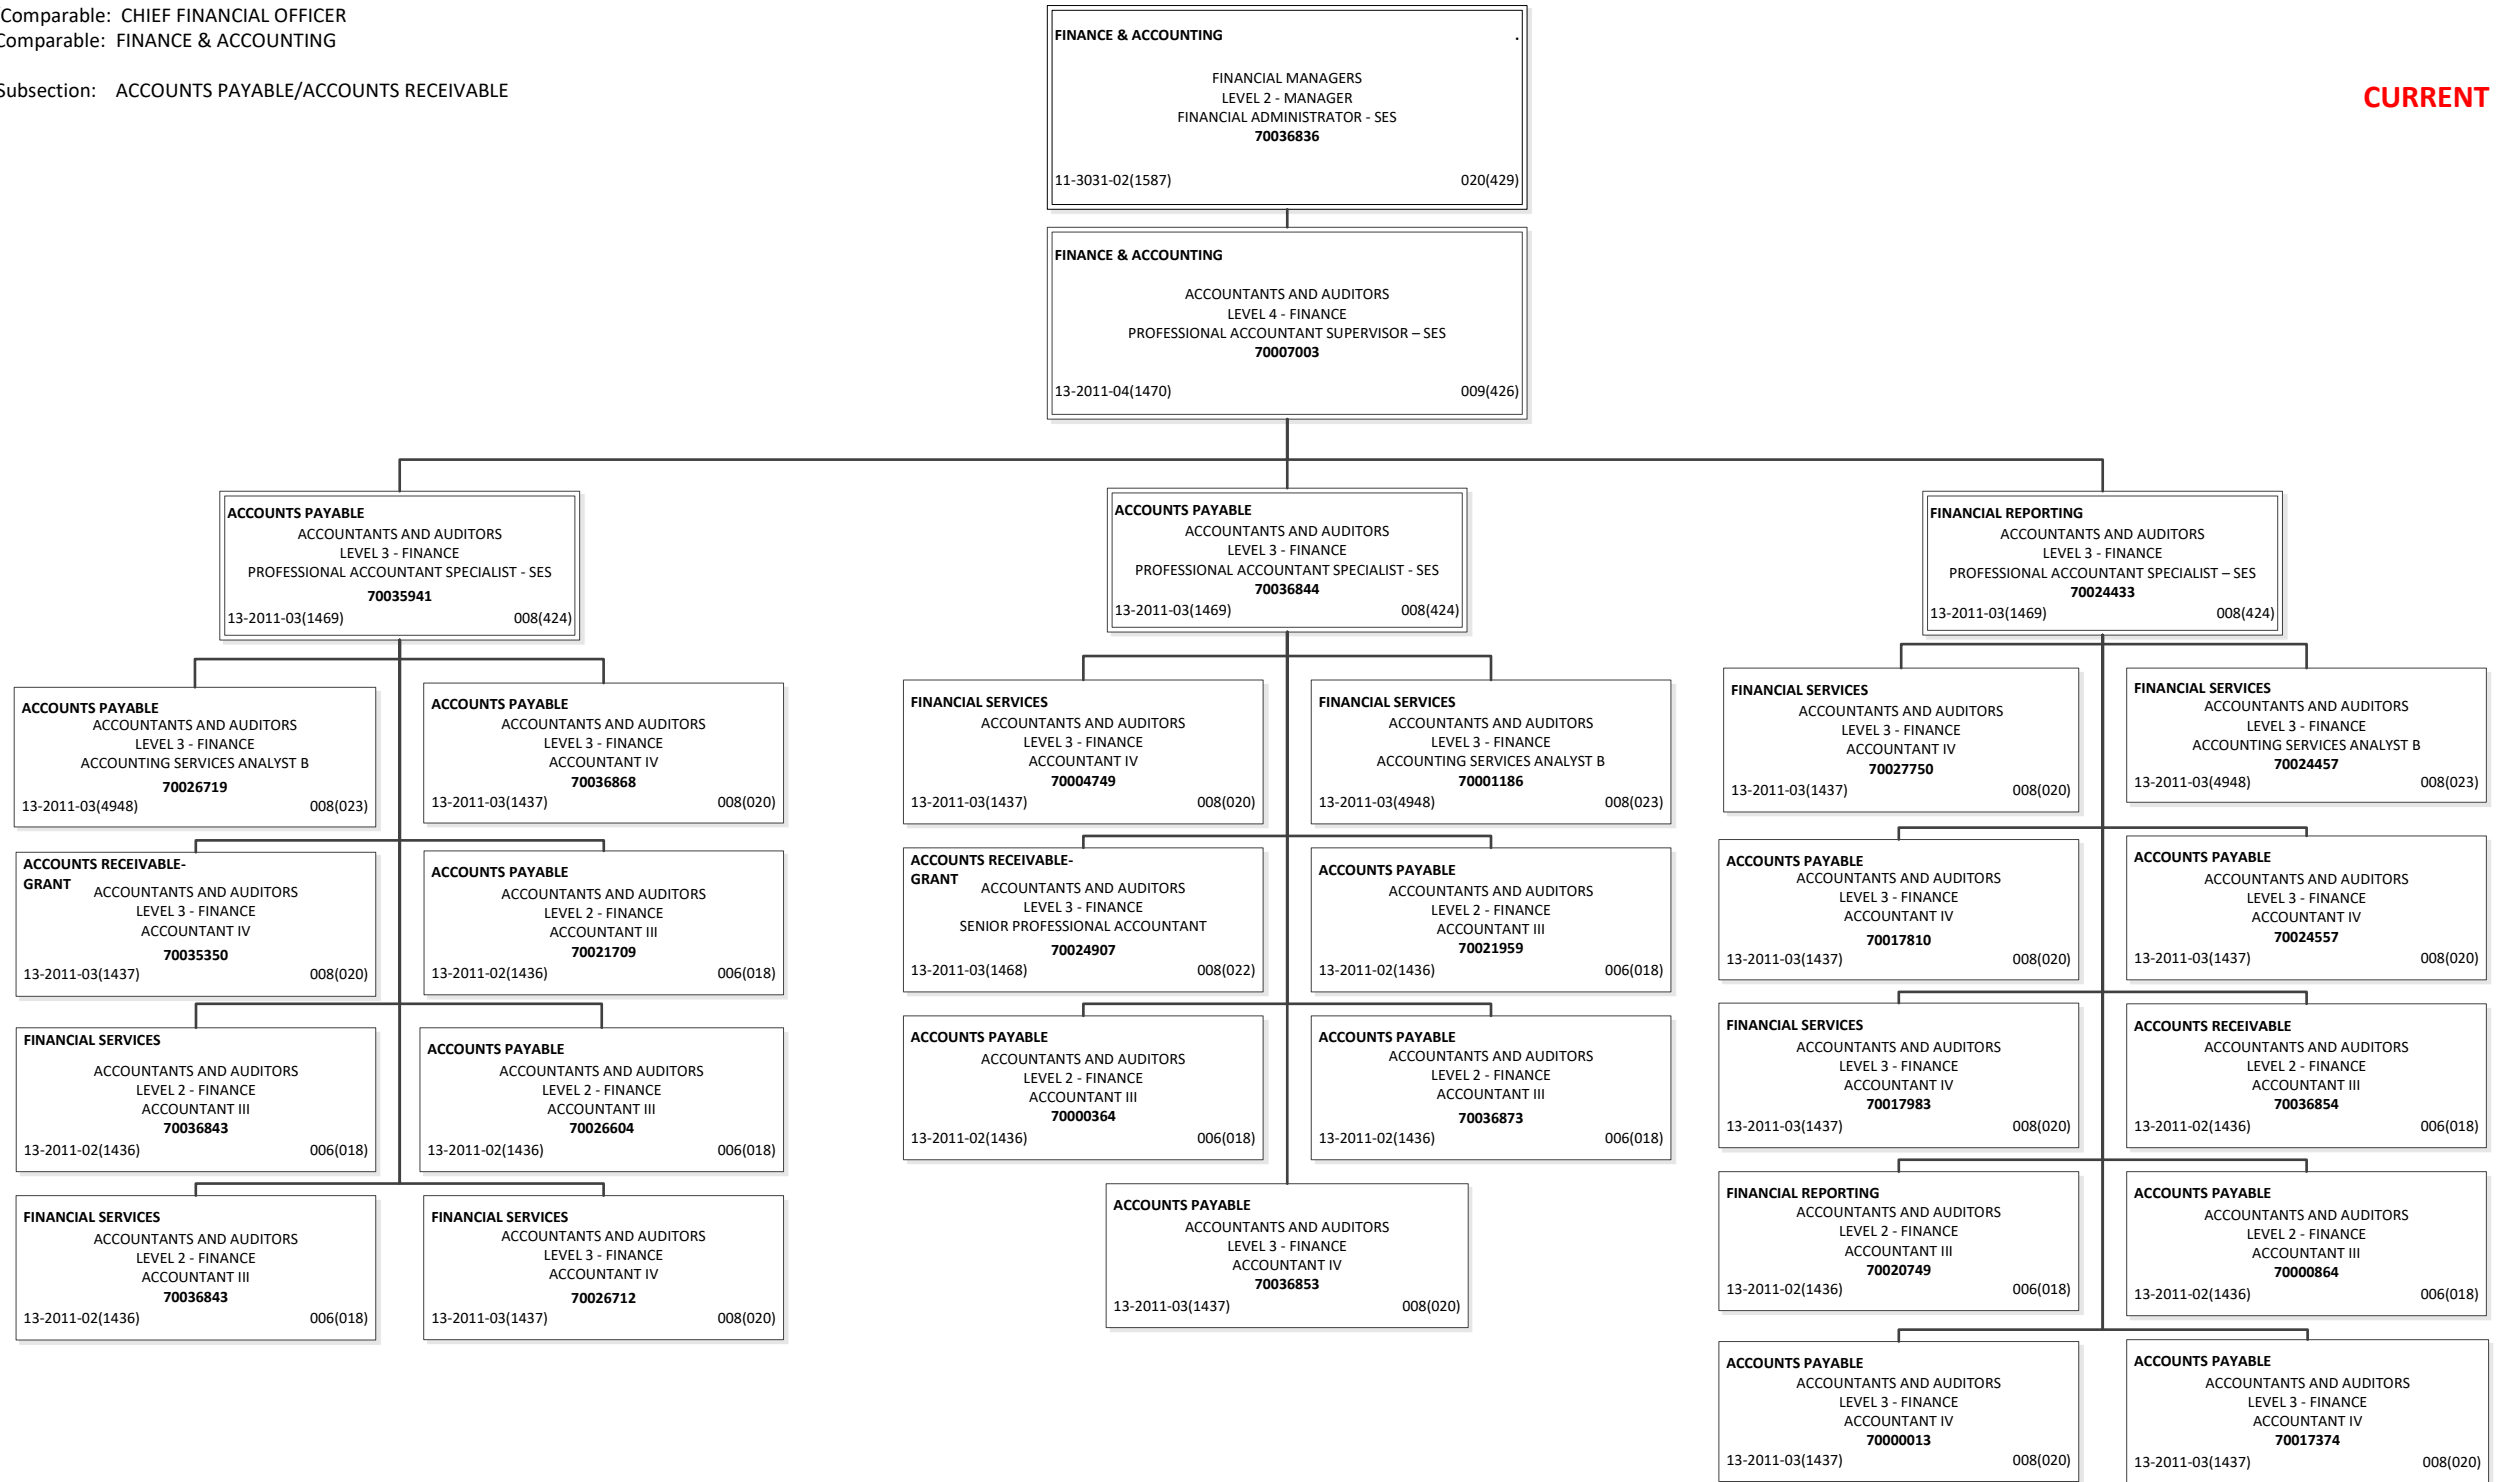 Comparable: CHIEF FINANCIAL OFFICER
Comparable: FINANCE & ACCOUNTING
Subsection: ACCOUNTS PAYABLE/ACCOUNTS RECEIVABLE
CURRENT
FINANCE & ACCOUNTING .
FINANCIAL MANAGERS
LEVEL 2 - MANAGER
FINANCIAL ADMINISTRATOR - SES
70036836
11-3031-02(1587) 020(429)
FINANCE & ACCOUNTING
ACCOUNTANTS AND AUDITORS
LEVEL 4 - FINANCE
PROFESSIONAL ACCOUNTANT SUPERVISOR – SES
70007003
13-2011-04(1470) 009(426)
ACCOUNTS PAYABLE
ACCOUNTANTS AND AUDITORS
LEVEL 3 - FINANCE
PROFESSIONAL ACCOUNTANT SPECIALIST - SES
70035941
13-2011-03(1469) 008(424)
ACCOUNTS PAYABLE
ACCOUNTANTS AND AUDITORS
LEVEL 3 - FINANCE
PROFESSIONAL ACCOUNTANT SPECIALIST - SES
70036844
13-2011-03(1469) 008(424)
FINANCIAL REPORTING
ACCOUNTANTS AND AUDITORS
LEVEL 3 - FINANCE
PROFESSIONAL ACCOUNTANT SPECIALIST – SES
70024433
13-2011-03(1469) 008(424)
ACCOUNTS PAYABLE
ACCOUNTANTS AND AUDITORS
LEVEL 3 - FINANCE
ACCOUNTING SERVICES ANALYST B
70026719
13-2011-03(4948) 008(023)
ACCOUNTS PAYABLE
ACCOUNTANTS AND AUDITORS
LEVEL 3 - FINANCE
ACCOUNTANT IV
70036868
13-2011-03(1437) 008(020)
FINANCIAL SERVICES
ACCOUNTANTS AND AUDITORS
LEVEL 3 - FINANCE
ACCOUNTANT IV
70004749
13-2011-03(1437) 008(020)
FINANCIAL SERVICES
ACCOUNTANTS AND AUDITORS
LEVEL 3 - FINANCE
ACCOUNTING SERVICES ANALYST B
70001186
13-2011-03(4948) 008(023)
FINANCIAL SERVICES
ACCOUNTANTS AND AUDITORS
LEVEL 3 - FINANCE
ACCOUNTANT IV
70027750
13-2011-03(1437) 008(020)
FINANCIAL SERVICES
ACCOUNTANTS AND AUDITORS
LEVEL 3 - FINANCE
ACCOUNTING SERVICES ANALYST B
70024457
13-2011-03(4948) 008(023)
ACCOUNTS RECEIVABLE-
GRANT
ACCOUNTANTS AND AUDITORS
LEVEL 3 - FINANCE
ACCOUNTANT IV
70035350
13-2011-03(1437) 008(020)
ACCOUNTS PAYABLE
ACCOUNTANTS AND AUDITORS
LEVEL 2 - FINANCE
ACCOUNTANT III
70021709
13-2011-02(1436) 006(018)
ACCOUNTS RECEIVABLE-
GRANT
ACCOUNTANTS AND AUDITORS
LEVEL 3 - FINANCE
SENIOR PROFESSIONAL ACCOUNTANT
70024907
13-2011-03(1468) 008(022)
ACCOUNTS PAYABLE
ACCOUNTANTS AND AUDITORS
LEVEL 2 - FINANCE
ACCOUNTANT III
70021959
13-2011-02(1436) 006(018)
ACCOUNTS PAYABLE
ACCOUNTANTS AND AUDITORS
LEVEL 3 - FINANCE
ACCOUNTANT IV
70017810
13-2011-03(1437) 008(020)
ACCOUNTS PAYABLE
ACCOUNTANTS AND AUDITORS
LEVEL 3 - FINANCE
ACCOUNTANT IV
70024557
13-2011-03(1437) 008(020)
FINANCIAL SERVICES
ACCOUNTANTS AND AUDITORS
LEVEL 2 - FINANCE
ACCOUNTANT III
70036843
13-2011-02(1436) 006(018)
ACCOUNTS PAYABLE
ACCOUNTANTS AND AUDITORS
LEVEL 2 - FINANCE
ACCOUNTANT III
70026604
13-2011-02(1436) 006(018)
ACCOUNTS PAYABLE
ACCOUNTANTS AND AUDITORS
LEVEL 2 - FINANCE
ACCOUNTANT III
70000364
13-2011-02(1436) 006(018)
ACCOUNTS PAYABLE
ACCOUNTANTS AND AUDITORS
LEVEL 2 - FINANCE
ACCOUNTANT III
70036873
13-2011-02(1436) 006(018)
FINANCIAL SERVICES
ACCOUNTANTS AND AUDITORS
LEVEL 3 - FINANCE
ACCOUNTANT IV
70017983
13-2011-03(1437) 008(020)
ACCOUNTS RECEIVABLE
ACCOUNTANTS AND AUDITORS
LEVEL 2 - FINANCE
ACCOUNTANT III
70036854
13-2011-02(1436) 006(018)
FINANCIAL SERVICES
ACCOUNTANTS AND AUDITORS
LEVEL 2 - FINANCE
ACCOUNTANT III
70036843
13-2011-02(1436) 006(018)
FINANCIAL SERVICES
ACCOUNTANTS AND AUDITORS
LEVEL 3 - FINANCE
ACCOUNTANT IV
70026712
13-2011-03(1437) 008(020)
ACCOUNTS PAYABLE
ACCOUNTANTS AND AUDITORS
LEVEL 3 - FINANCE
ACCOUNTANT IV
70036853
13-2011-03(1437) 008(020)
FINANCIAL REPORTING
ACCOUNTANTS AND AUDITORS
LEVEL 2 - FINANCE
ACCOUNTANT III
70020749
13-2011-02(1436) 006(018)
ACCOUNTS PAYABLE
ACCOUNTANTS AND AUDITORS
LEVEL 2 - FINANCE
ACCOUNTANT III
70000864
13-2011-02(1436) 006(018)
ACCOUNTS PAYABLE
ACCOUNTANTS AND AUDITORS
LEVEL 3 - FINANCE
ACCOUNTANT IV
70000013
13-2011-03(1437) 008(020)
ACCOUNTS PAYABLE
ACCOUNTANTS AND AUDITORS
LEVEL 3 - FINANCE
ACCOUNTANT IV
70017374
13-2011-03(1437) 008(020)